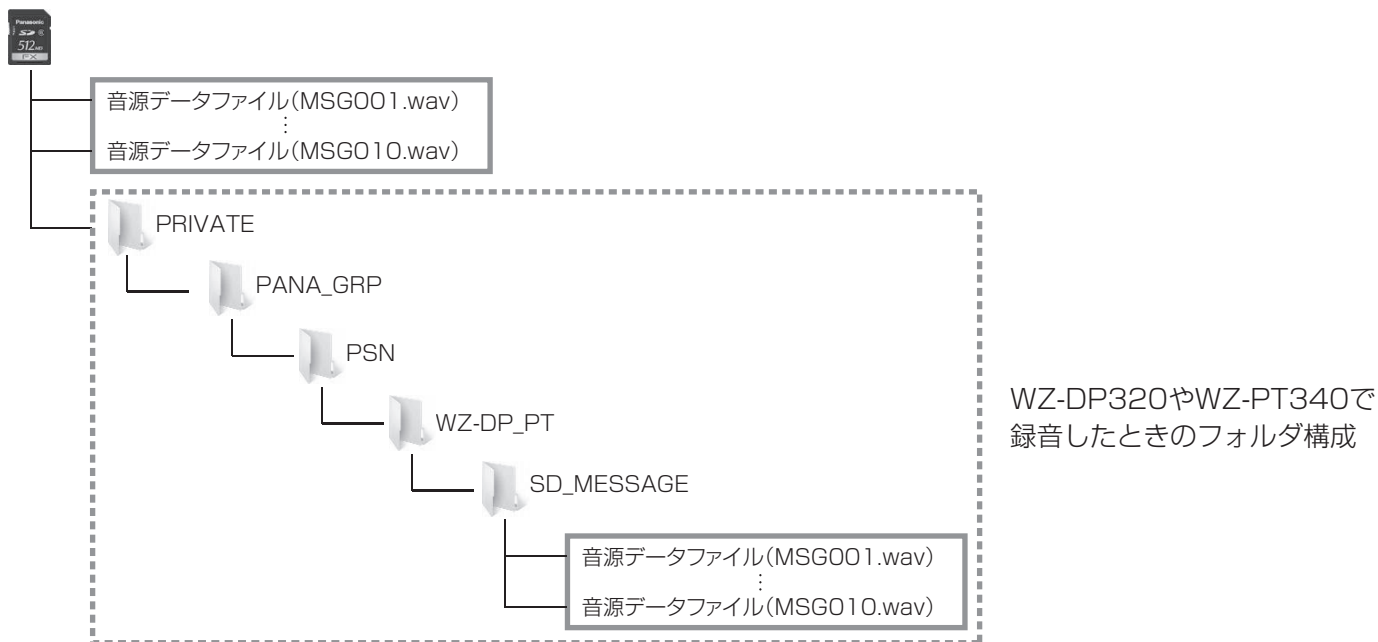 Panasonic
SD
512MB
FX
音源データファイル(MSG001.wav)
⋮
音源データファイル(MSG010.wav)
PRIVATE
PANA_GRP
PSN
WZ-DP_PT
SD_MESSAGE
音源データファイル(MSG001.wav)
⋮
音源データファイル(MSG010.wav)
WZ-DP320やWZ-PT340で
録音したときのフォルダ構成